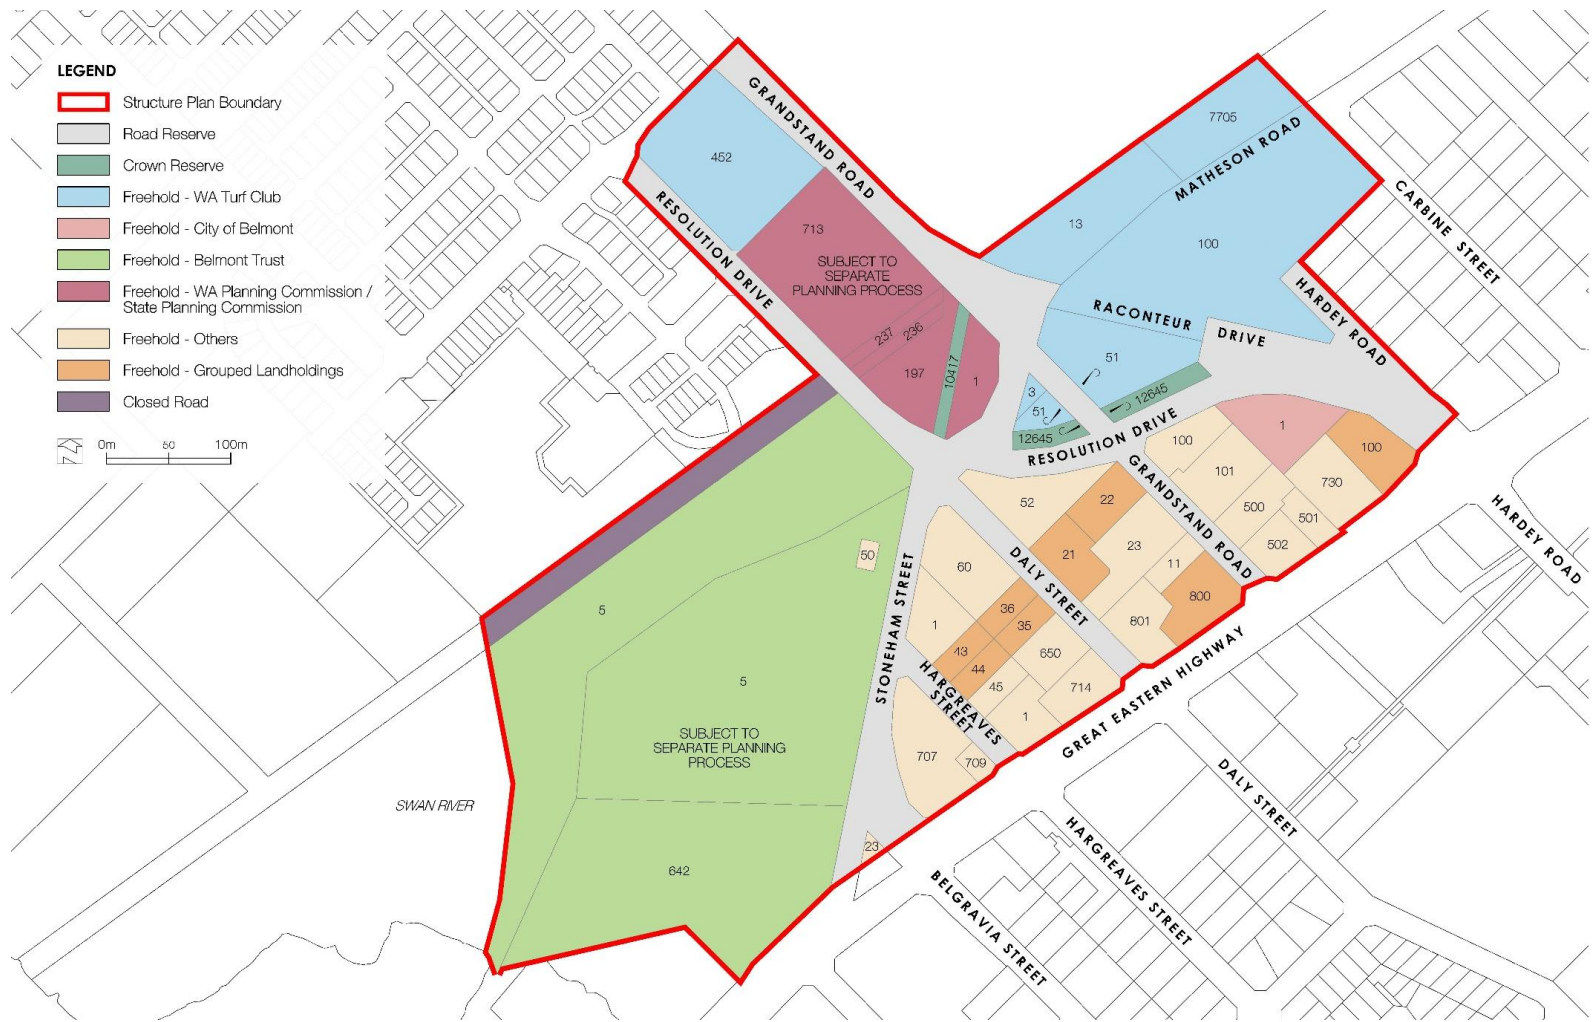 LEGEND
Structure Plan Boundary
Road Reserve
Crown Reserve
Freehold - WA Turf Club
Freehold - City of Belmont
Freehold - Belmont Trust
Freehold - WA Planning Commission /
State Planning Commission
Freehold - Others
Freehold - Grouped Landholdings
Closed Road
0m 50 100m
GRANDSTAND ROAD
452
RESOLUTION DRIVE
713
SUBJECT TO
SEPARATE
PLANNING PROCESS
237
236
197
10417
1
7705
MATHESON ROAD
13
100
CARBINE STREET
HARDEY ROAD
RACONTEUR
DRIVE
51
3
51
12645
12645
RESOLUTION DRIVE
100
1
100
101
730
500
501
502
GRANDSTAND ROAD
HARDEY ROAD
52
22
21
23
11
800
801
DALY STREET
50
60
STONEHAM STREET
36
35
1
43
44
650
45
714
1
HARGREAVES
STREET
707
709
GREAT EASTERN HIGHWAY
5
5
SUBJECT TO
SEPARATE PLANNING
PROCESS
SWAN RIVER
642
23
DALY STREET
HARGREAVES STREET
BELGRAVIA STREET